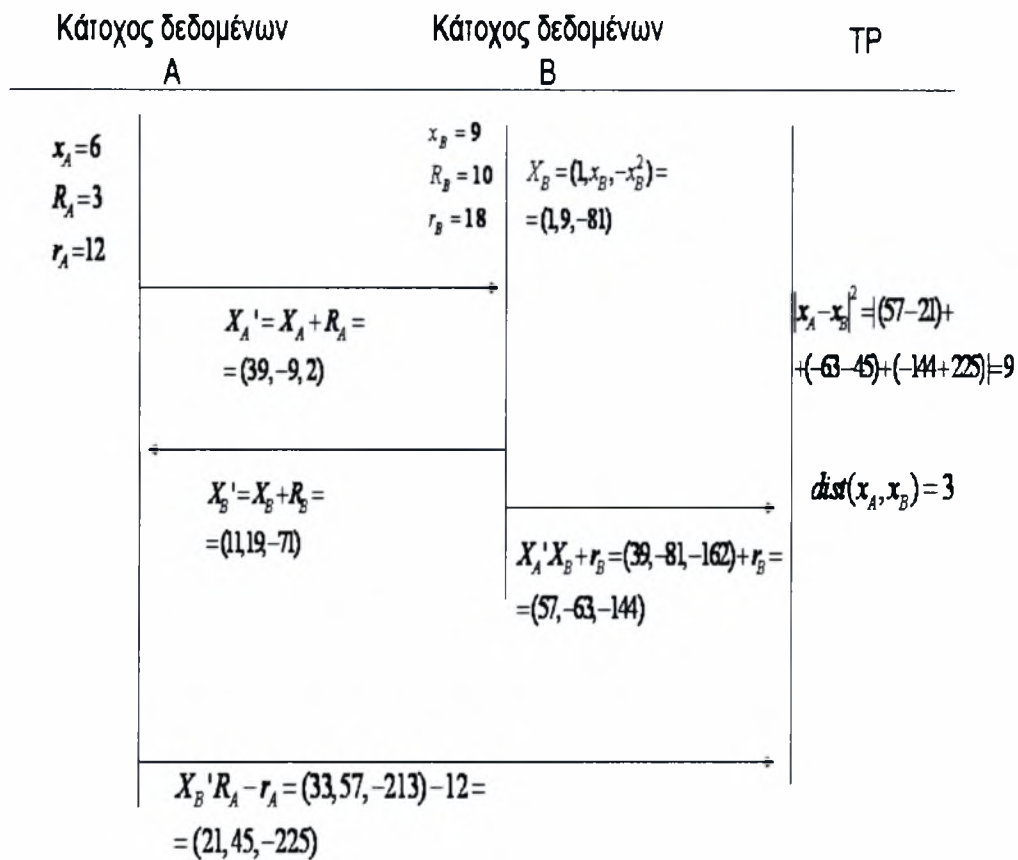 Κάτοχος δεδομένων
Α
Κάτοχος δεδομένων
Β
TP
x_A=6
R_A=3
r_A=12
x_B=9
R_B=10
r_B=18
X_B=(1,x_B,-x_B^2)=
=(1,9,-81)
X_A'=X_A+R_A=
=(39,-9,2)
|x_A-x_B|^2=|(57-21)+
+(-63-45)+(-144+225)|=9
X_B'=X_B+R_B=
=(11,19,-71)
dist(x_A,x_B)=3
X_A'X_B+r_B=(39,-81,-162)+r_B=
=(57,-63,-144)
X_B'R_A-r_A=(33,57,-213)-12=
=(21,45,-225)